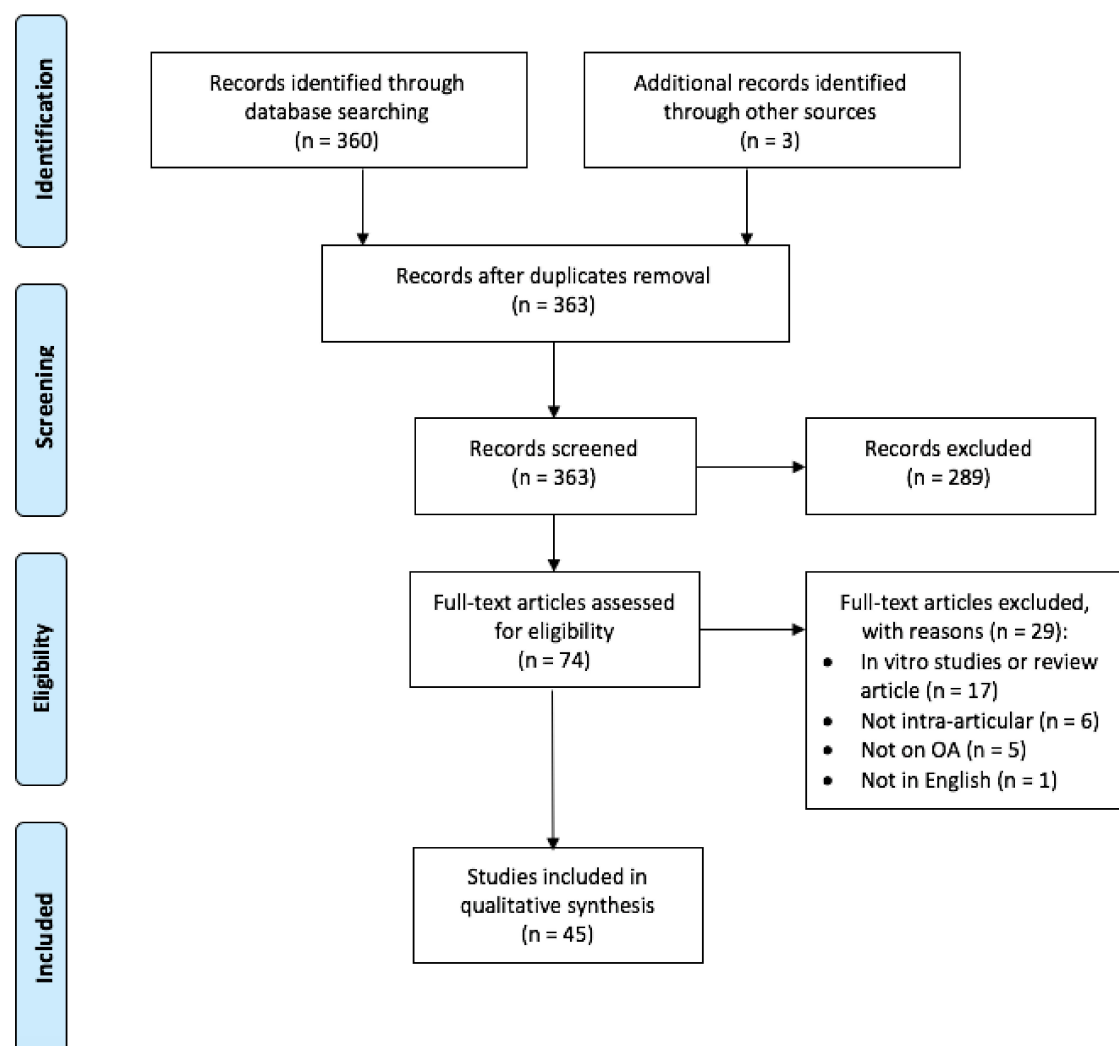 Identification
Records identified through
database searching
(n = 360)
Additional records identified
through other sources
(n = 3)
Screening
Records after duplicates removal
(n = 363)
Records screened
(n = 363)
Records excluded
(n = 289)
Eligibility
Full-text articles assessed
for eligibility
(n = 74)
Full-text articles excluded,
with reasons (n = 29):
• In vitro studies or review
article (n = 17)
• Not intra-articular (n = 6)
• Not on OA (n = 5)
• Not in English (n = 1)
Included
Studies included in
qualitative synthesis
(n = 45)